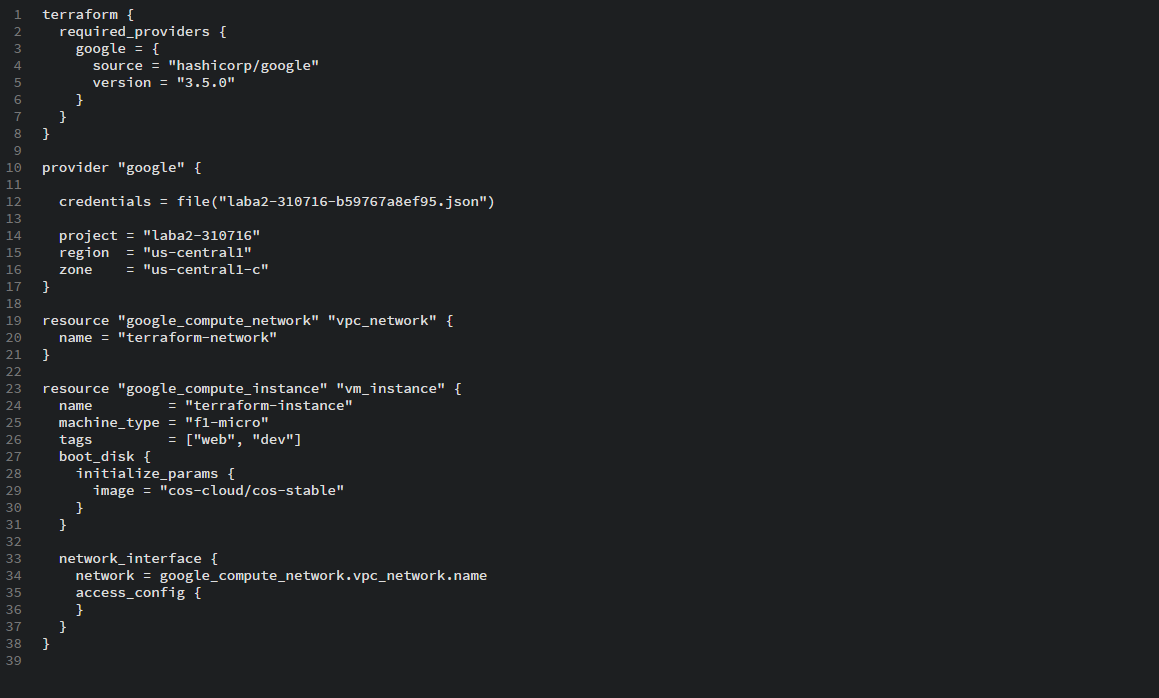 1 terraform {
2   required_providers {
3     google = {
4       source = "hashicorp/google"
5       version = "3.5.0"
6     }
7   }
8 }
9
10 provider "google" {
11
12   credentials = file("laba2-310716-b59767a8ef95.json")
13
14   project = "laba2-310716"
15   region  = "us-central1"
16   zone    = "us-central1-c"
17 }
18
19 resource "google_compute_network" "vpc_network" {
20   name = "terraform-network"
21 }
22
23 resource "google_compute_instance" "vm_instance" {
24   name         = "terraform-instance"
25   machine_type = "f1-micro"
26   tags         = ["web", "dev"]
27   boot_disk {
28     initialize_params {
29       image = "cos-cloud/cos-stable"
30     }
31   }
32
33   network_interface {
34     network = google_compute_network.vpc_network.name
35     access_config {
36     }
37   }
38 }
39